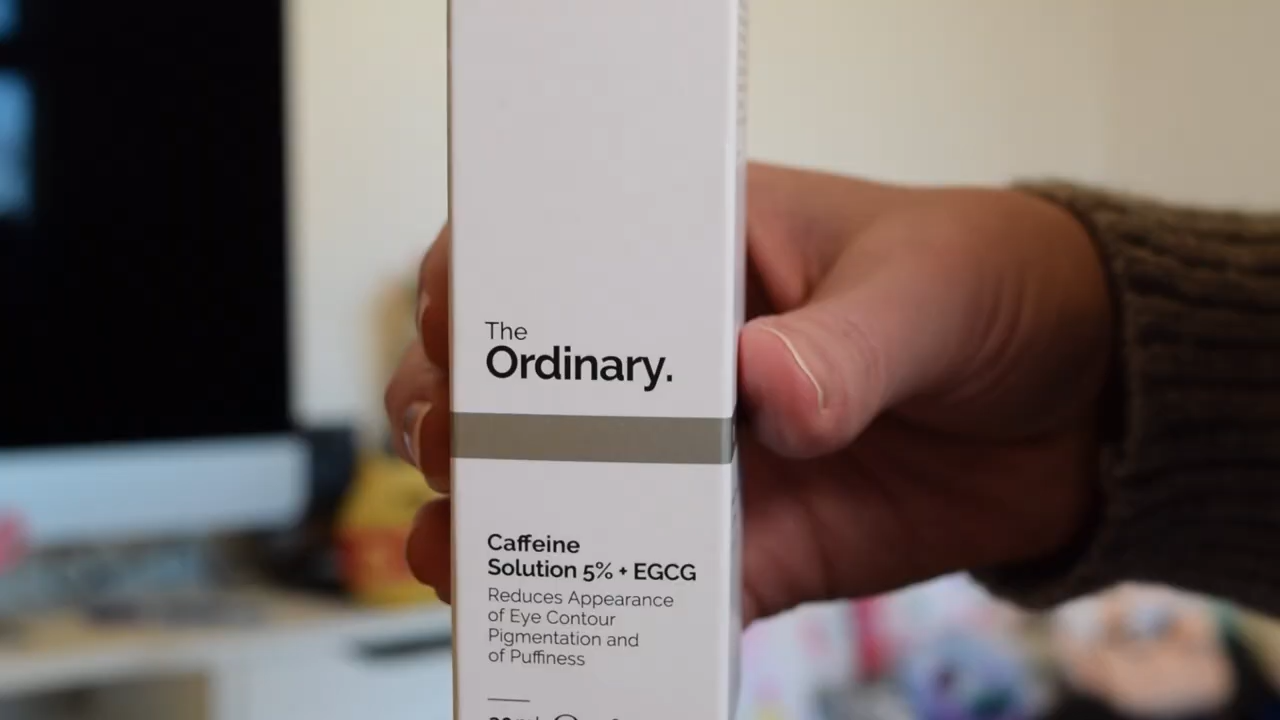 The
Ordinary.
Caffeine
Solution 5% + EGCG
Reduces Appearance
of Eye Contour
Pigmentation and
of Puffiness